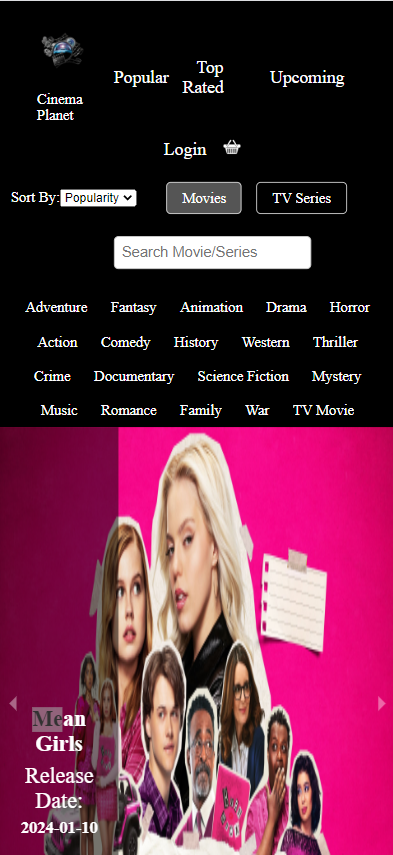 Cinema
Planet
Popular
Top
Rated
Upcoming
Login
Sort By: Popularity
Movies
TV Series
Search Movie/Series
Adventure Fantasy Animation Drama Horror
Action Comedy History Western Thriller
Crime Documentary Science Fiction Mystery
Music Romance Family War TV Movie
Mean
Girls
Release
Date:
2024-01-10